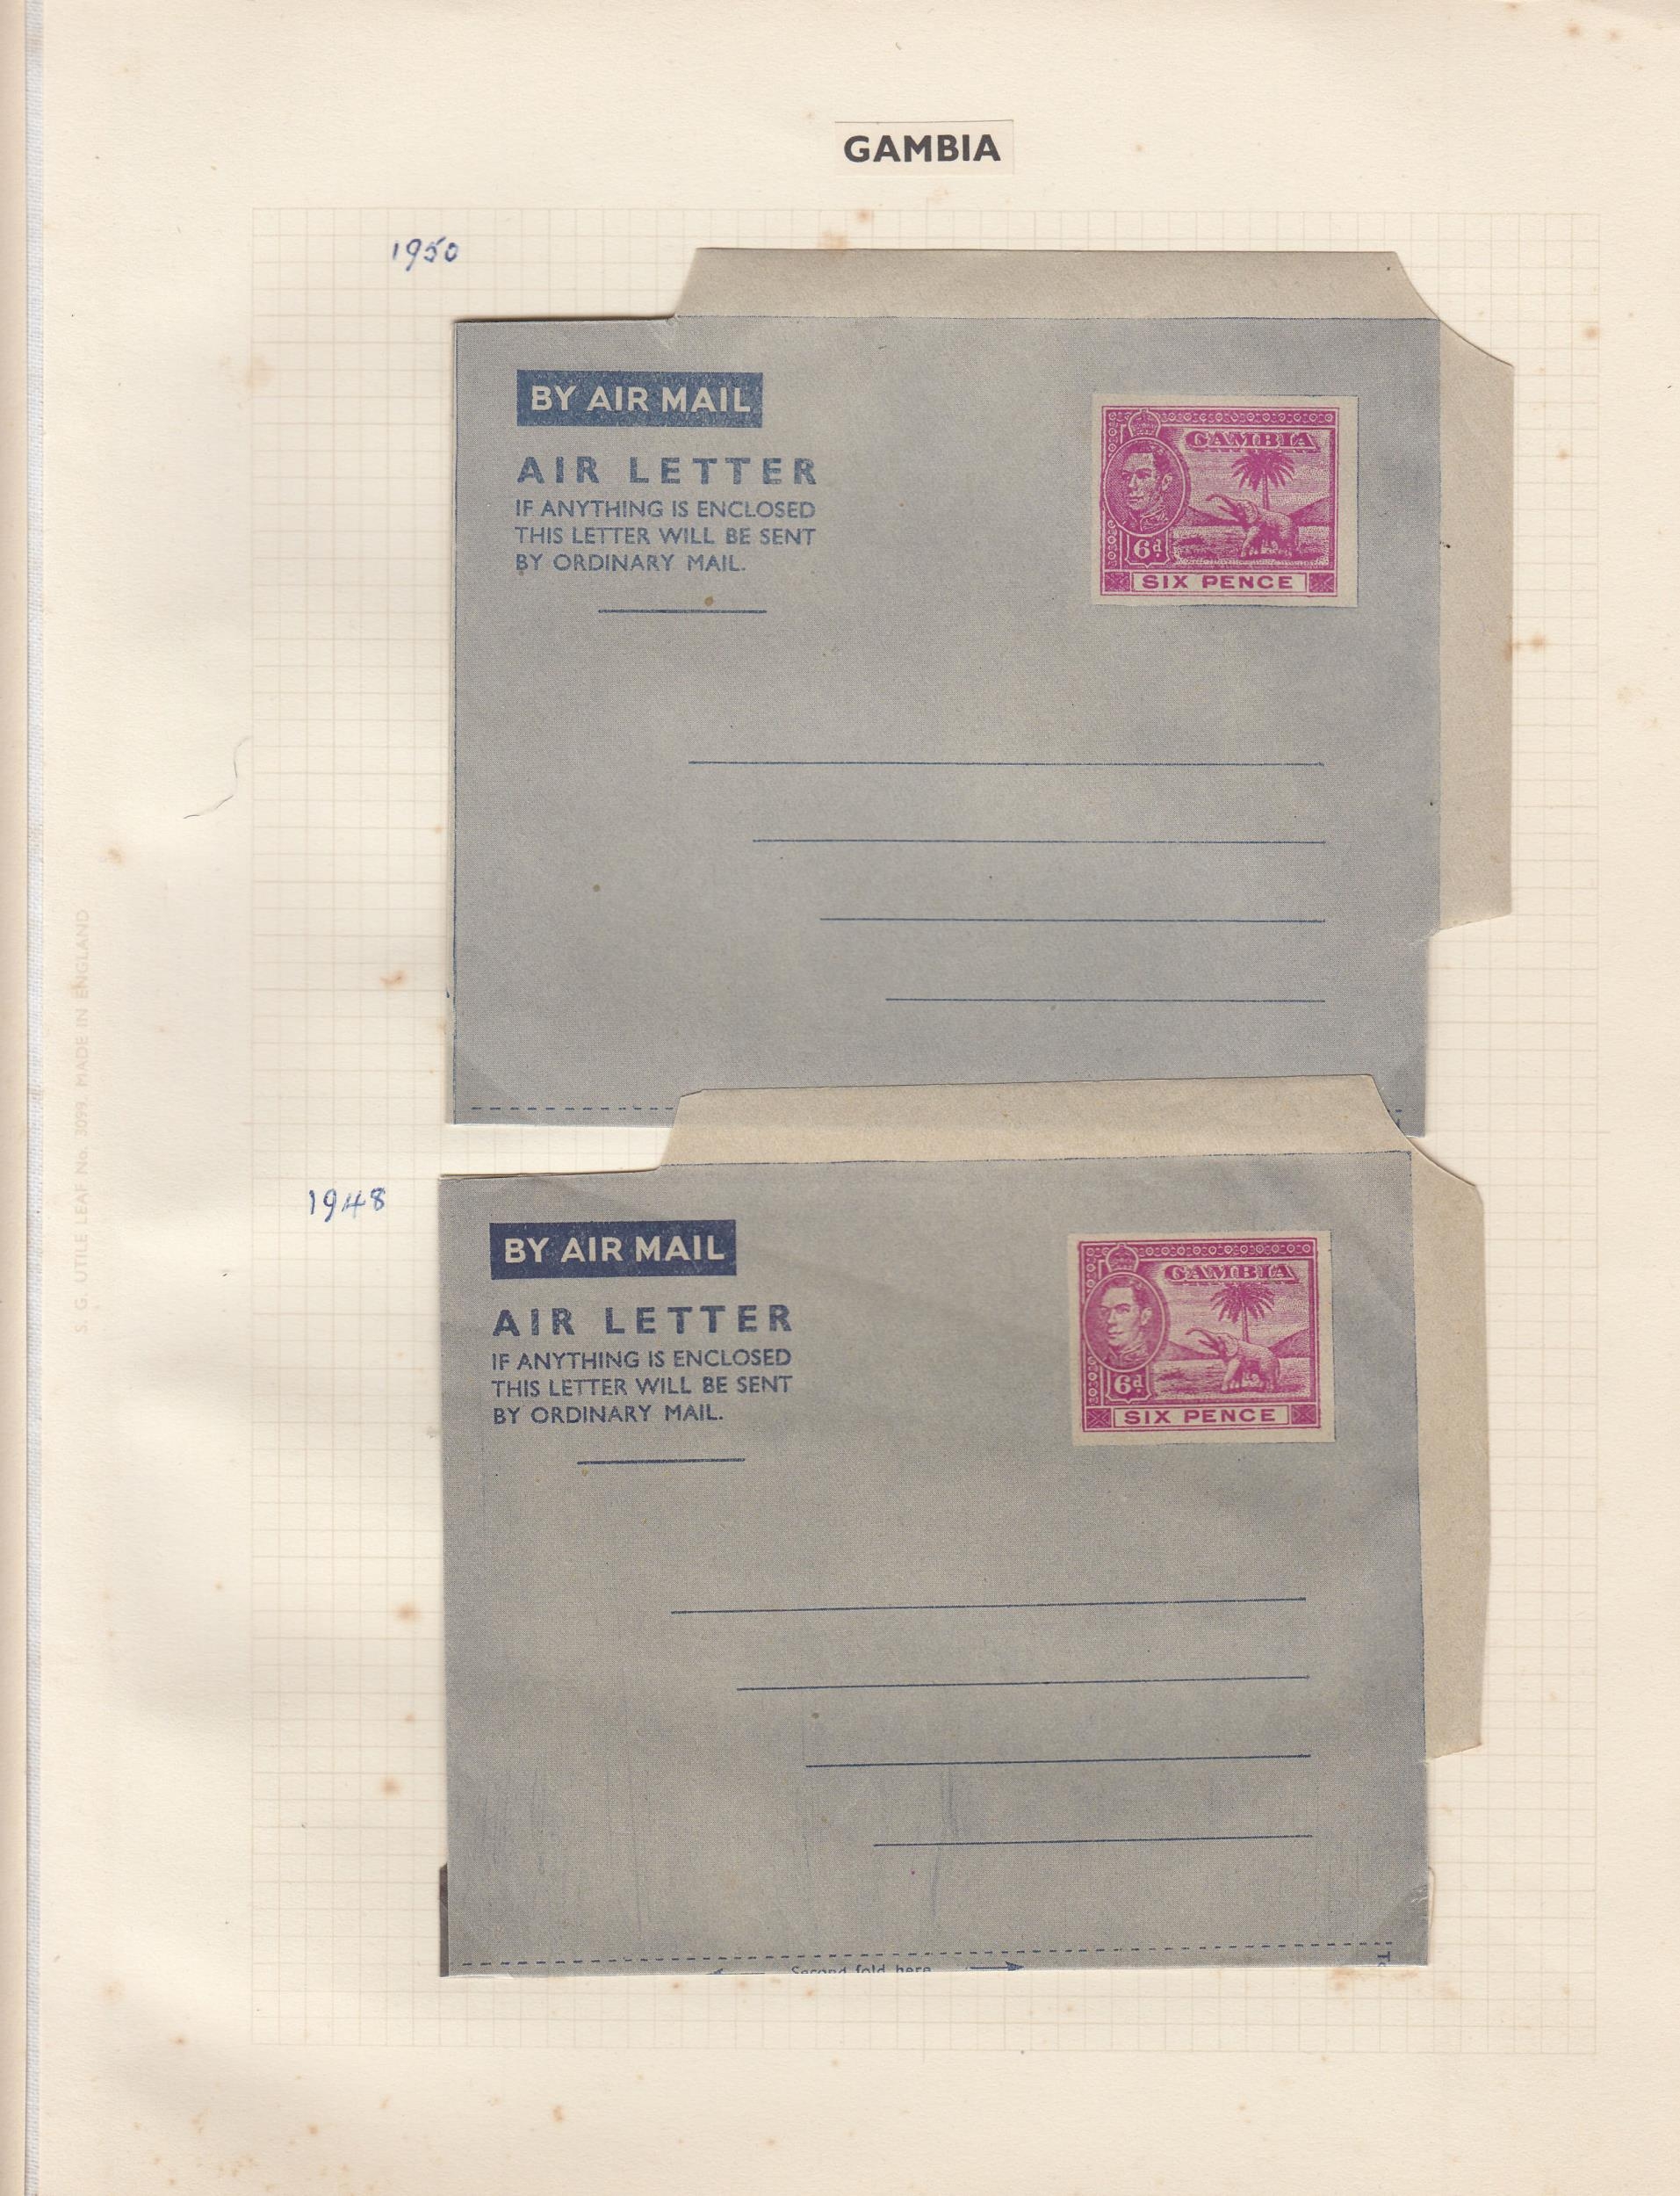 GAMBIA
1950
BY AIR MAIL
AIR LETTER
IF ANYTHING IS ENCLOSED
THIS LETTER WILL BE SENT
BY ORDINARY MAIL.
GAMBIA
6d.
SIX PENCE
1948
BY AIR MAIL
AIR LETTER
IF ANYTHING IS ENCLOSED
THIS LETTER WILL BE SENT
BY ORDINARY MAIL.
GAMBIA
6d.
SIX PENCE
Second fold here
S. G. UTILE LEAF No. 3099. MADE IN ENGLAND